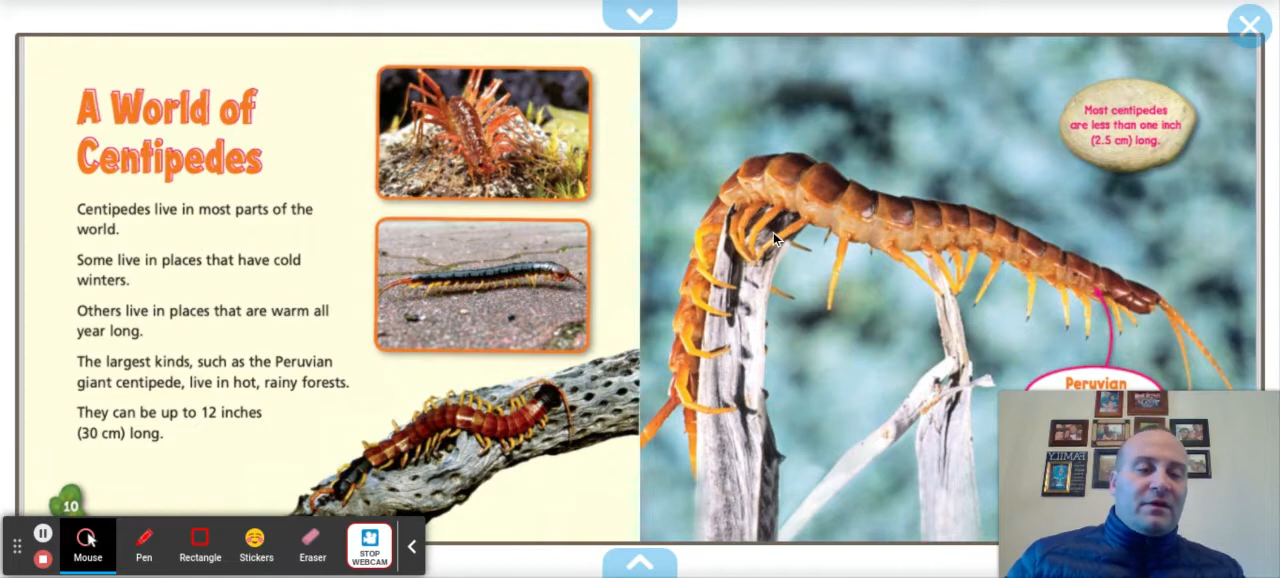 A World of
Centipedes
Centipedes live in most parts of the
world.
Some live in places that have cold
winters.
Others live in places that are warm all
year long.
The largest kinds, such as the Peruvian
giant centipede, live in hot, rainy forests.
They can be up to 12 inches
(30 cm) long.
10
Most centipedes
are less than one inch
(2.5 cm) long.
Peruvian
FAMILY
Mouse
Pen
Rectangle
Stickers
Eraser
STOP
WEBCAM